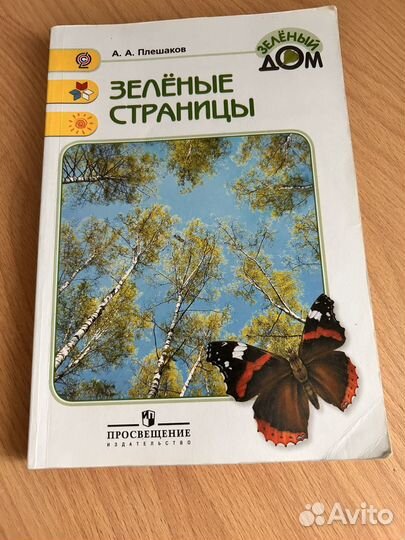 А. А. Плешаков
ЗЕЛЁНЫЙ
ДОМ
ЗЕЛЁНЫЕ
СТРАНИЦЫ
ПРОСВЕЩЕНИЕ
ИЗДАТЕЛЬСТВО
Avito